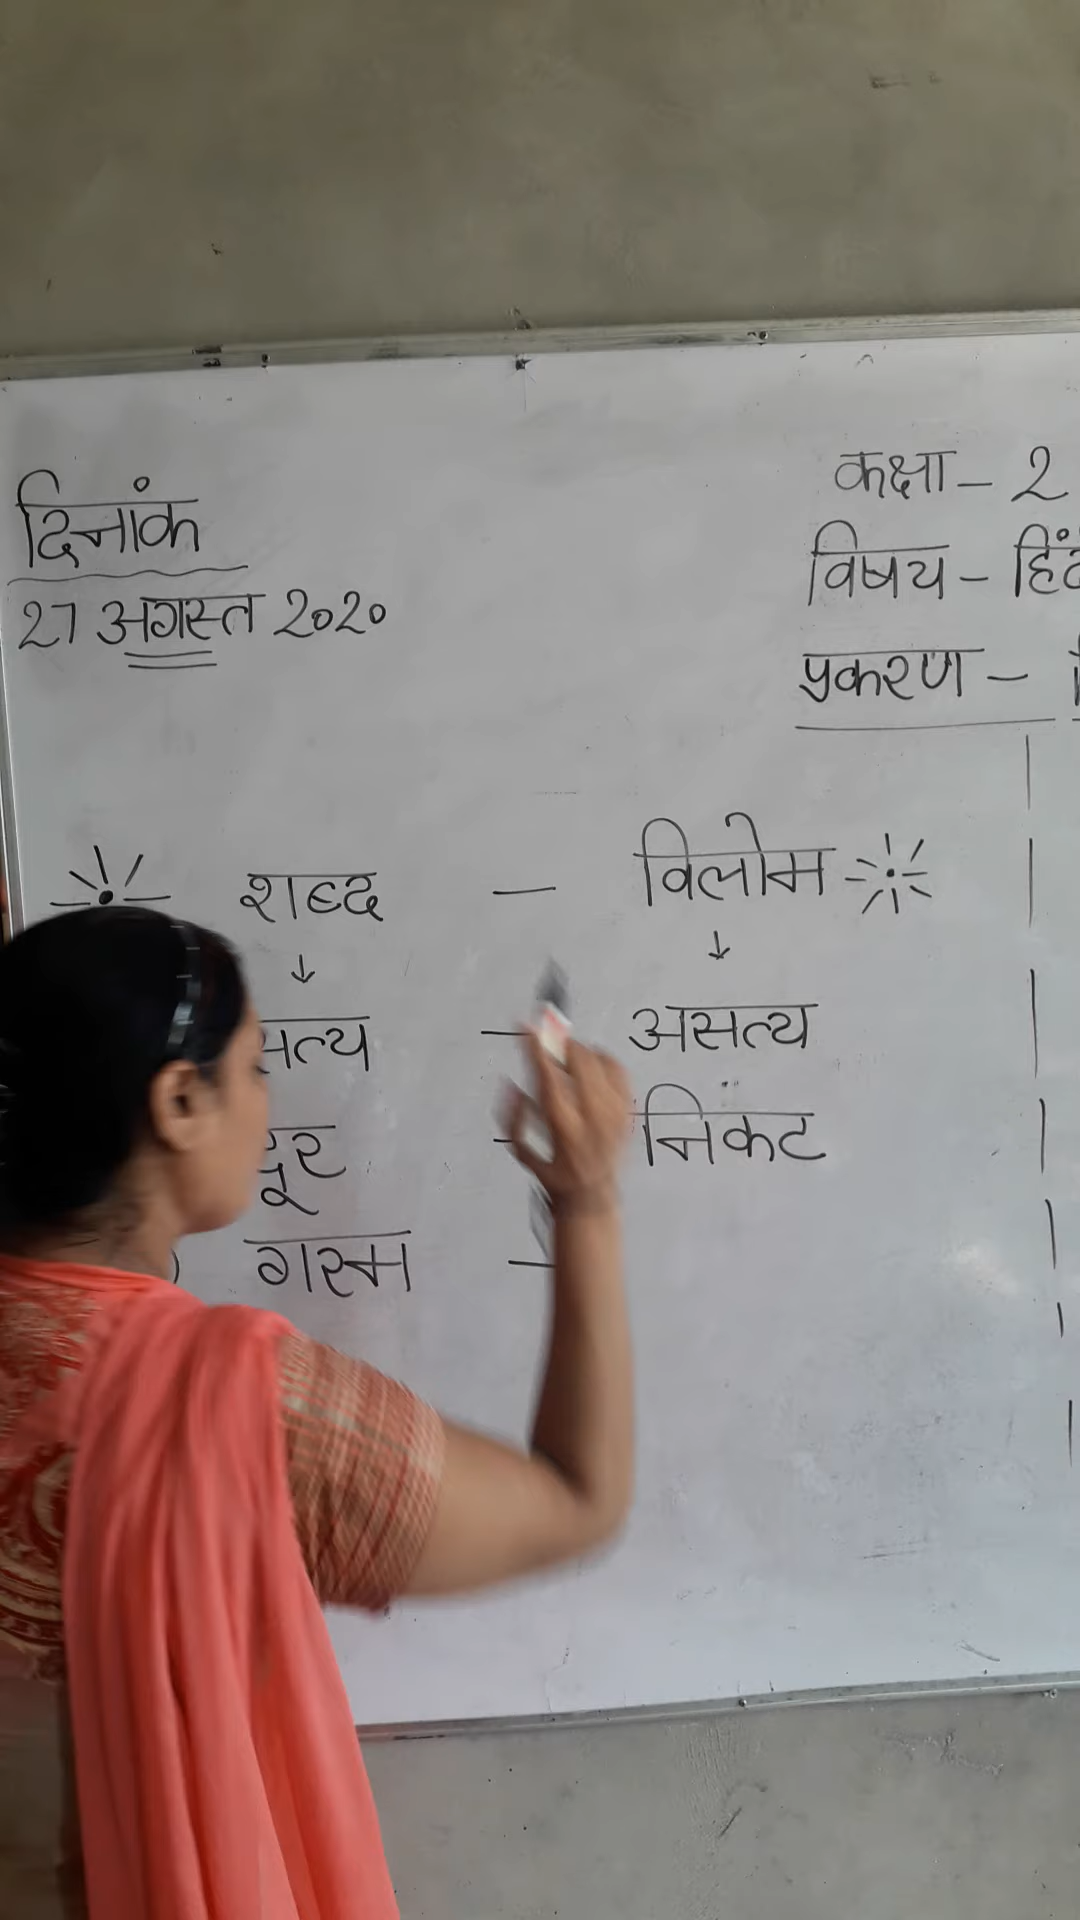 दिनांक
27 अगस्त 2020
कक्षा - 2
विषय -
प्रकरण -
शब्द - विलोम
↓ ↓
सत्य - असत्य
दूर - निकट
गरम -